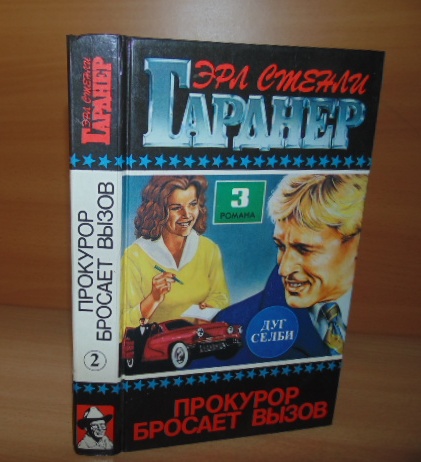 ЭРЛ СТЕНЛИ
ГАРДНЕР
3
РОМАНА
ДУГ
СЕЛБИ
ПРОКУРОР
БРОСАЕТ ВЫЗОВ
ЭРЛ СТЕНЛИ
ГАРДНЕР
ПРОКУРОР
БРОСАЕТ ВЫЗОВ
2